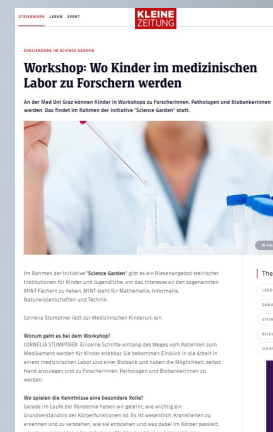 STEIERMARK LEBEN SPORT
KLEINE
ZEITUNG
SPAZIERGANG IM SCIENCE GARDEN
Workshop: Wo Kinder im medizinischen
Labor zu Forschern werden
An der Med Uni Graz können Kinder in Workshops zu Forscherinnen, Pathologen und Biobankerinnen
werden. Das findet im Rahmen der Initiative "Science Garden" statt.
Im Rahmen der Initiative "Science Garden" gibt es ein Riesenangebot steirischer
Institutionen für Kinder und Jugendliche, um das Interesse an den sogenannten
MINT-Fächern zu heben. MINT steht für Mathematik, Informatik,
Naturwissenschaften und Technik.
Cornelia Stumptner lädt zur Medizinischen Kinderuni ein.
Worum geht es bei dem Workshop?
CORNELIA STUMPTNER: Einzelne Schritte entlang des Weges vom Patienten zum
Medikament werden für Kinder erlebbar. Sie bekommen Einblick in die Arbeit in
einem medizinischen Labor und einer Biobank und haben die Möglichkeit, selbst
Hand anzulegen und zu Forscherinnen, Pathologen und Biobankerinnen zu
werden.
Wo spielen die Kenntnisse eine besondere Rolle?
Gerade im Laufe der Pandemie haben wir gelernt, wie wichtig ein
Grundverständnis der Körperfunktionen ist. Es ist wesentlich, Krankheiten zu
erkennen und zu verstehen, wie sie entstehen und was dabei im Körper passiert,
The